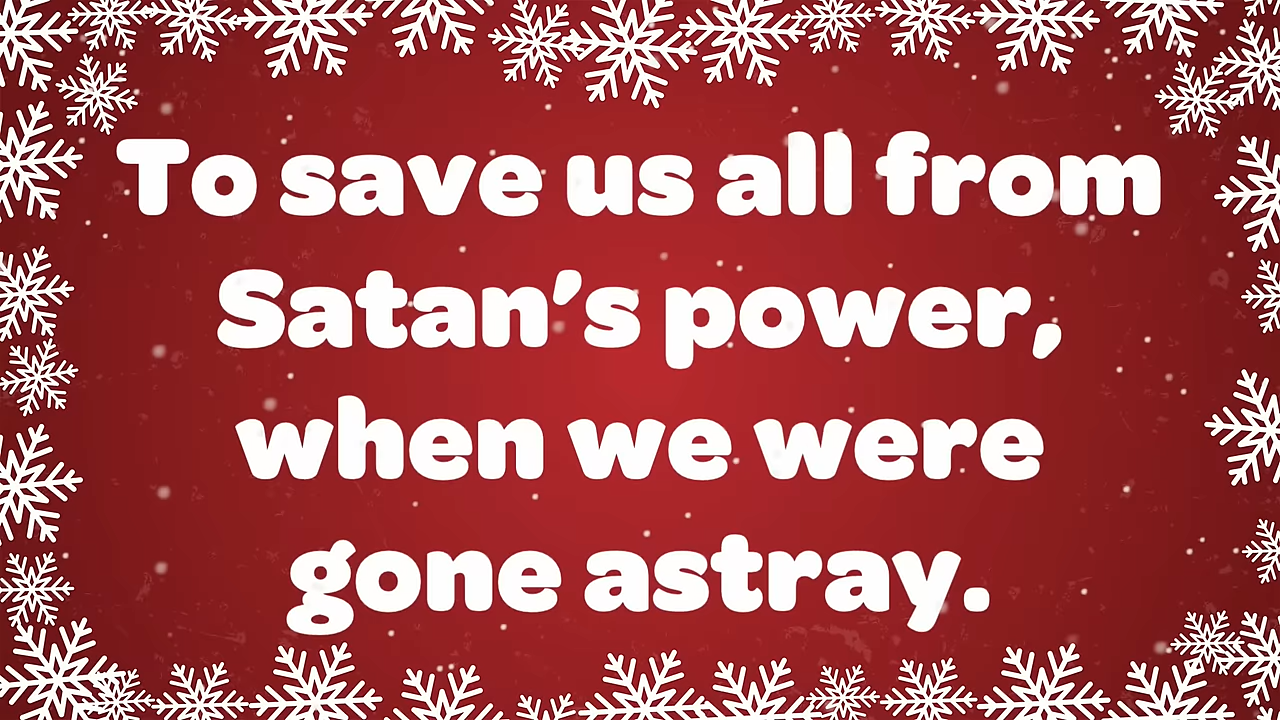 To save us all from
Satan's power,
when we were
gone astray.